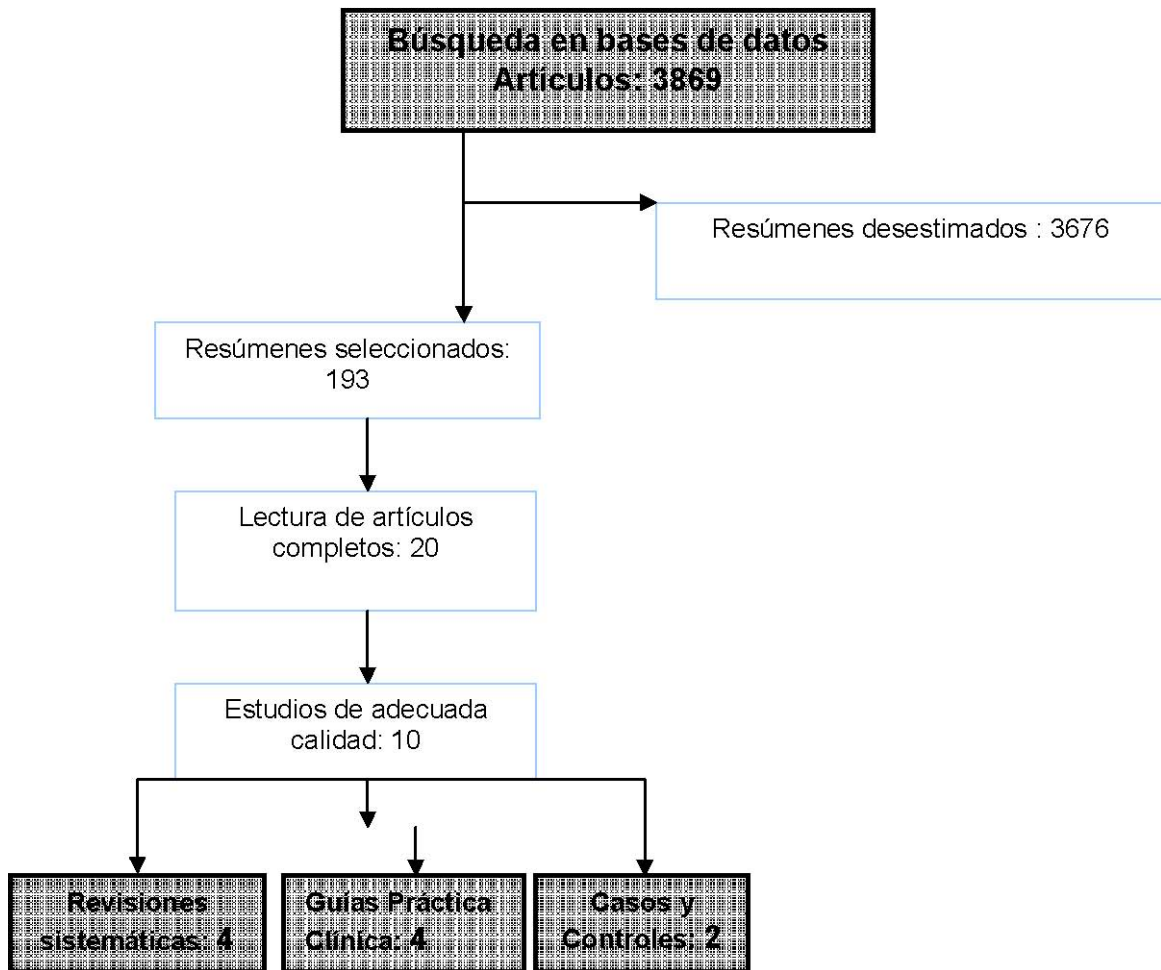 Búsqueda en bases de datos
Artículos: 3869
Resúmenes desestimados : 3676
Resúmenes seleccionados:
193
Lectura de artículos
completos: 20
Estudios de adecuada
calidad: 10
Revisiones
sistemáticas: 4
Guías Práctica
Clínica: 4
Casos y
Controles: 2